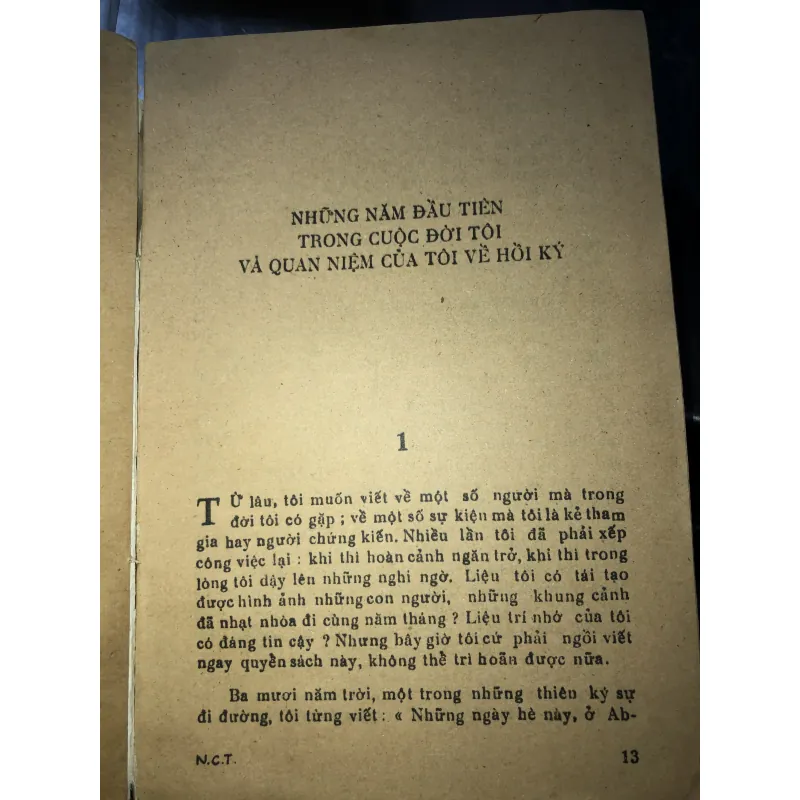 NHỮNG NĂM ĐẦU TIÊN
TRONG CUỘC ĐỜI TÔI
VÀ QUAN NIỆM CỦA TÔI VỀ HỒI KÝ
1
TỪ lâu, tôi muốn viết về một số người mà trong
đời tôi có gặp ; về một số sự kiện mà tôi là kẻ tham
gia hay người chứng kiến. Nhiều lần tôi đã phải xếp
công việc lại : khi thì hoàn cảnh ngăn trở, khi thì trong
lòng tôi dậy lên những nghi ngờ. Liệu tôi có tái tạo
được hình ảnh những con người, những khung cảnh
đã nhạt nhòa đi cùng năm tháng ? Liệu trí nhớ của tôi
có đáng tin cậy ? Nhưng bây giờ tôi cứ phải ngồi viết
ngay quyển sách này, không thể trì hoãn được nữa.
Ba mươi năm trời, một trong những thiên ký sự
đi đường, tôi từng viết : « Những ngày hè này, ở Ab-
N.C.T. 13